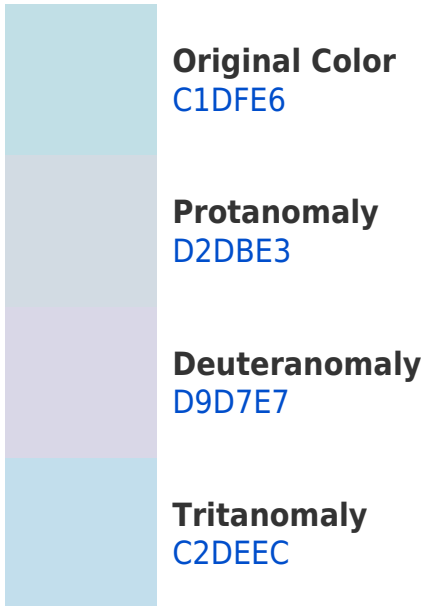 Original Color
C1DFE6
Protanomaly
D2DBE3
Deuteranomaly
D9D7E7
Tritanomaly
C2DEEC